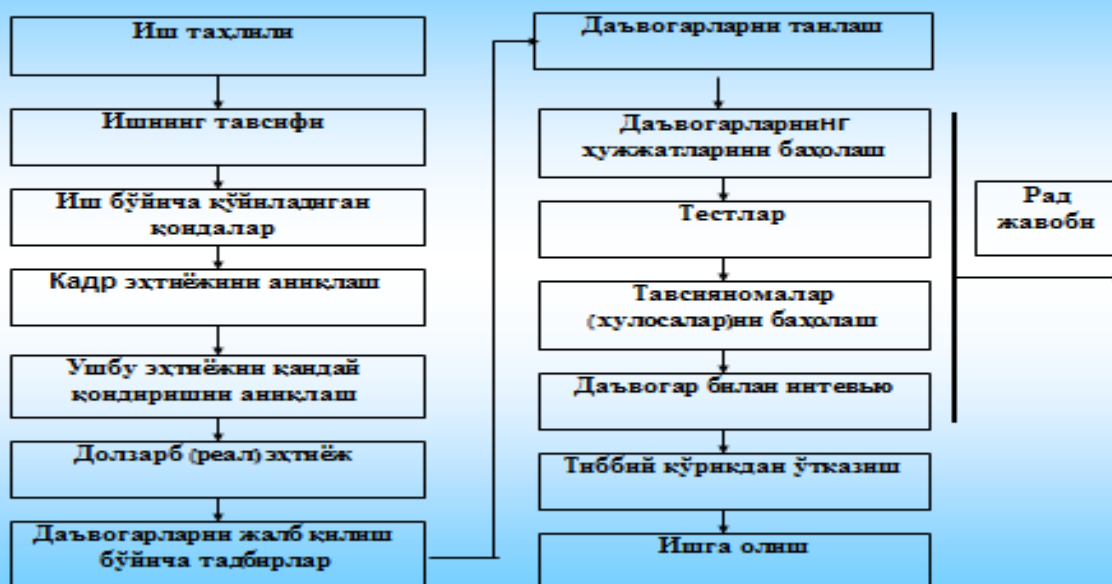 Иш таҳлили
Ишнинг тавсифи
Иш бўйича қўйиладиган
қоидалар
Кадр эҳтиёжини аниқлаш
Ушбу эҳтиёжни қандай
қондиришни аниқлаш
Долзарб (реал) эҳтиёж
Даъвогарларни жалб қилиш
бўйича тадбирлар
Даъвогарларни танлаш
Даъвогарларнинг
ҳужжатларини баҳолаш
Тестлар
Тавсияномалар
(хулосалар)ни баҳолаш
Даъвогар билан интевью
Тиббий кўрикдан ўтказиш
Ишга олиш
Рад
жавоби